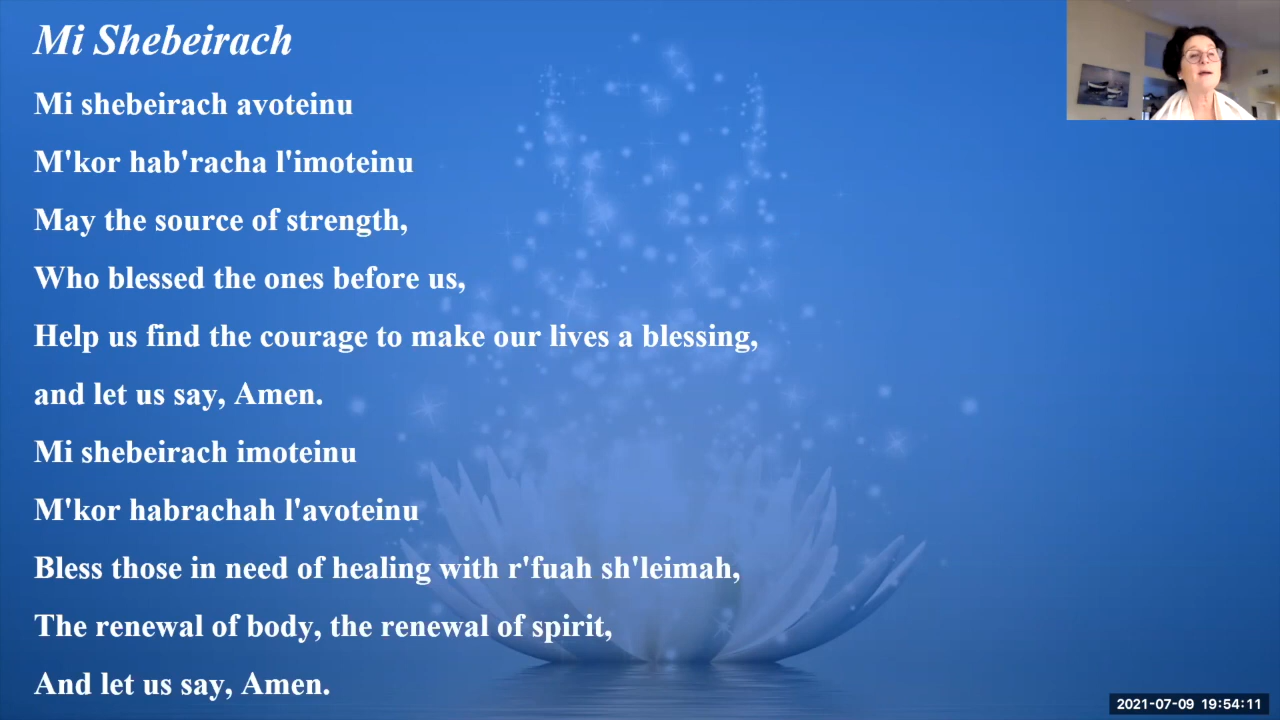 Mi Shebeirach
Mi shebeirach avoteinu
M'kor hab'racha l'imoteinu
May the source of strength,
Who blessed the ones before us,
Help us find the courage to make our lives a blessing,
and let us say, Amen.
Mi shebeirach imoteinu
M'kor habrachah l'avoteinu
Bless those in need of healing with r'fuah sh'leimah,
The renewal of body, the renewal of spirit,
And let us say, Amen.
2021-07-09 19:54:11